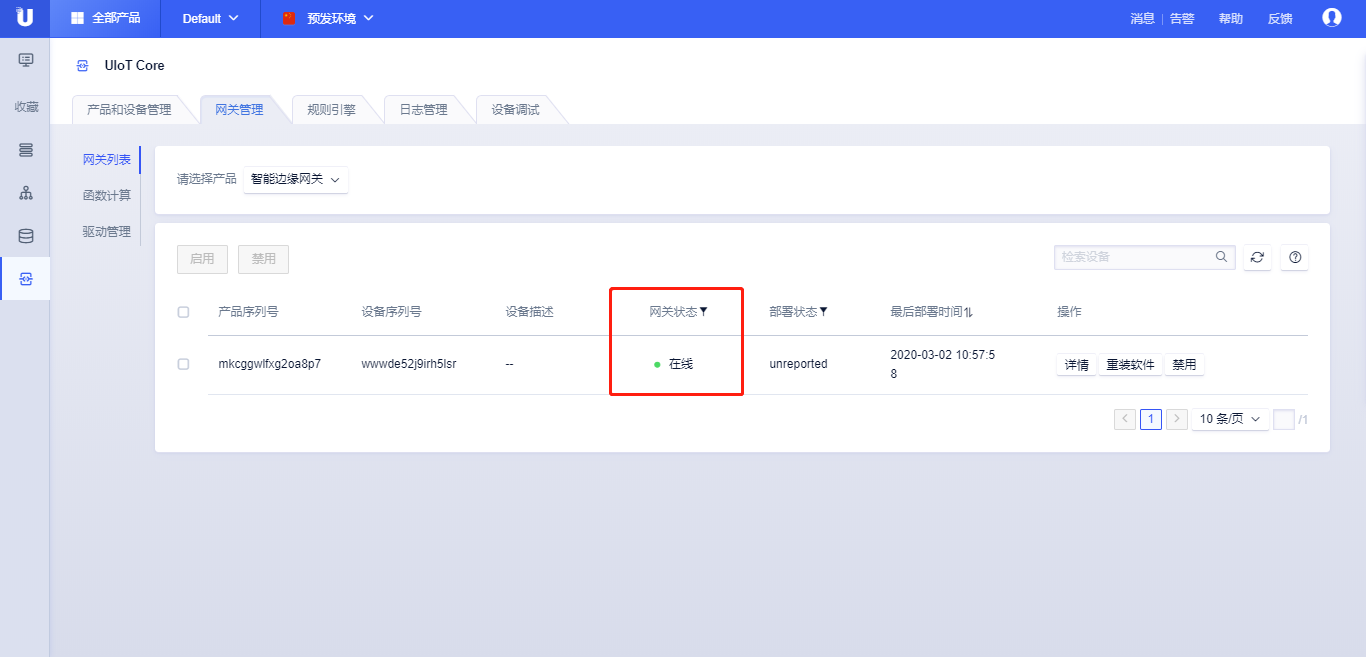 U 全部产品 Default 预发环境 消息 告警 帮助 反馈
收藏
UIoT Core
产品和设备管理 网关管理 规则引擎 日志管理 设备调试
网关列表
函数计算
驱动管理
请选择产品 智能边缘网关
启用 禁用 检索设备
产品序列号 设备序列号 设备描述 网关状态 部署状态 最后部署时间 操作
mkcggwlfxg2oa8p7 wwwde52j9irh5lsr -- 在线 unreported 2020-03-02 10:57:5
8 详情 重装软件 禁用
1 10 条/页 /1